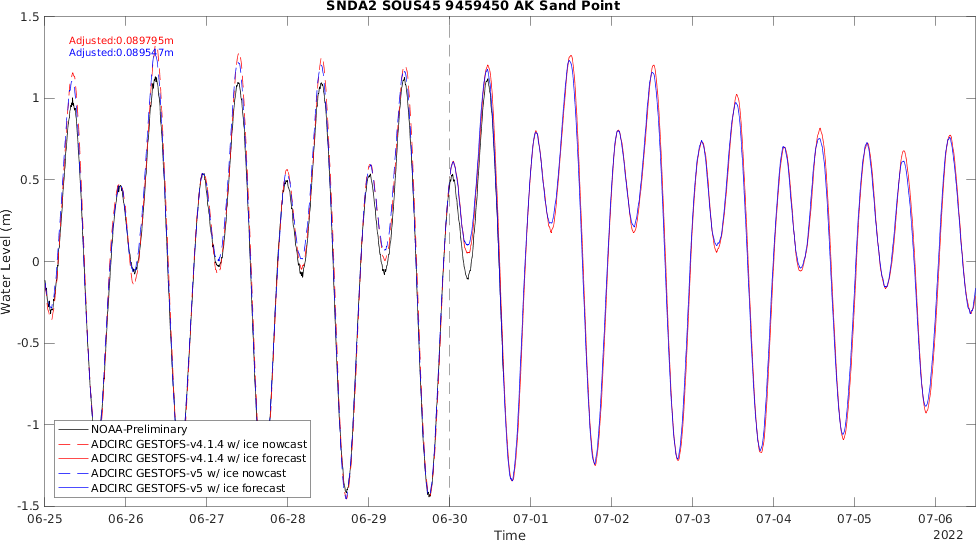 SNDA2 SOUS45 9459450 AK Sand Point
Adjusted:0.089795m
Adjusted:0.089547m
1.5
1
0.5
0
-0.5
-1
-1.5
Water Level (m)
NOAA-Preliminary
ADCIRC GESTOFS-v4.1.4 w/ ice nowcast
ADCIRC GESTOFS-v4.1.4 w/ ice forecast
ADCIRC GESTOFS-v5 w/ ice nowcast
ADCIRC GESTOFS-v5 w/ ice forecast
06-25 06-26 06-27 06-28 06-29 06-30 07-01 07-02 07-03 07-04 07-05 07-06
2022
Time